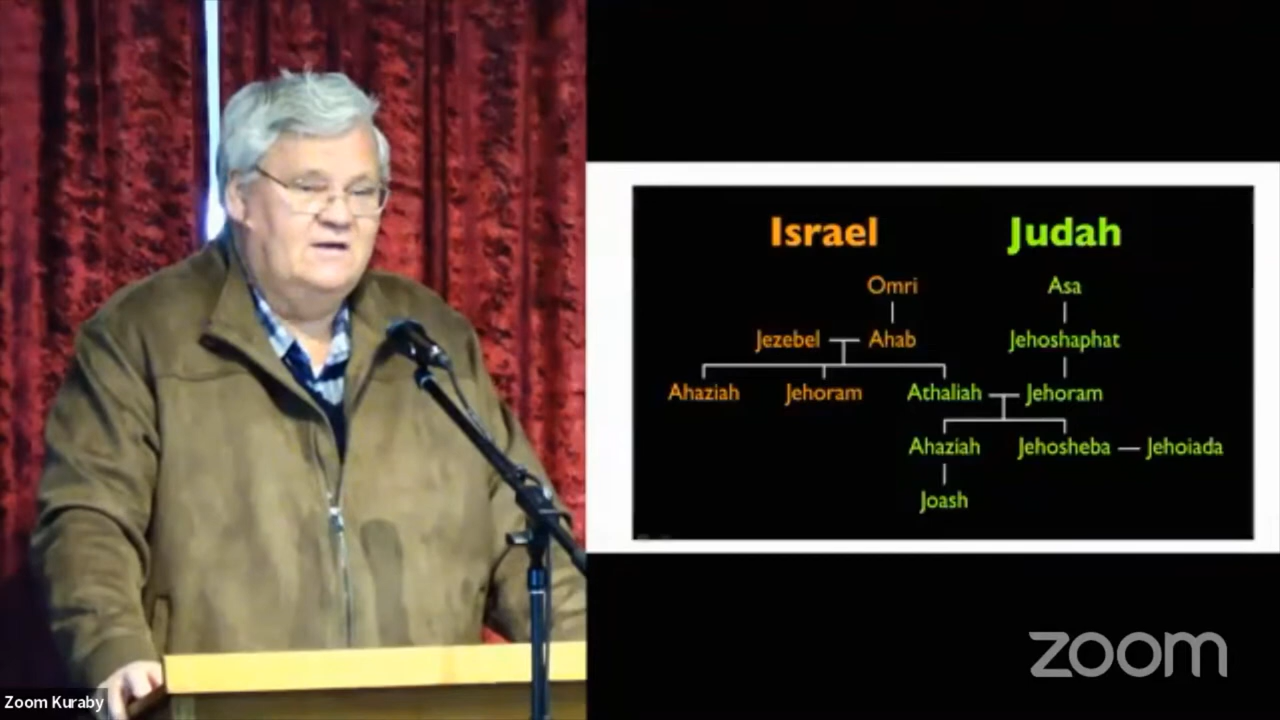 Israel Judah
Omri Asa
Jezebel Ahab Jehoshaphat
Ahaziah Jehoram Athaliah Jehoram
Ahaziah Jehosheba Jehoiada
Joash
zoom
Zoom Kuraby